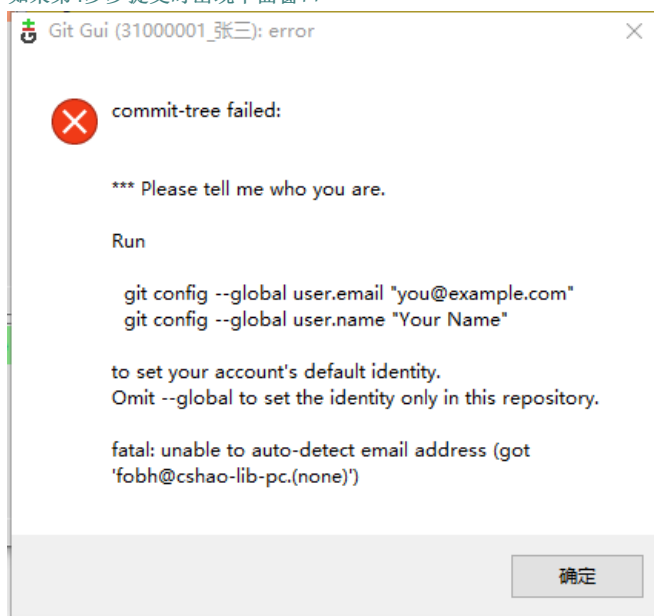 Git Gui (31000001_张三): error
commit-tree failed:
*** Please tell me who you are.
Run
git config --global user.email "you@example.com"
git config --global user.name "Your Name"
to set your account's default identity.
Omit --global to set the identity only in this repository.
fatal: unable to auto-detect email address (got
'fobh@cshao-lib-pc.(none)')
确定